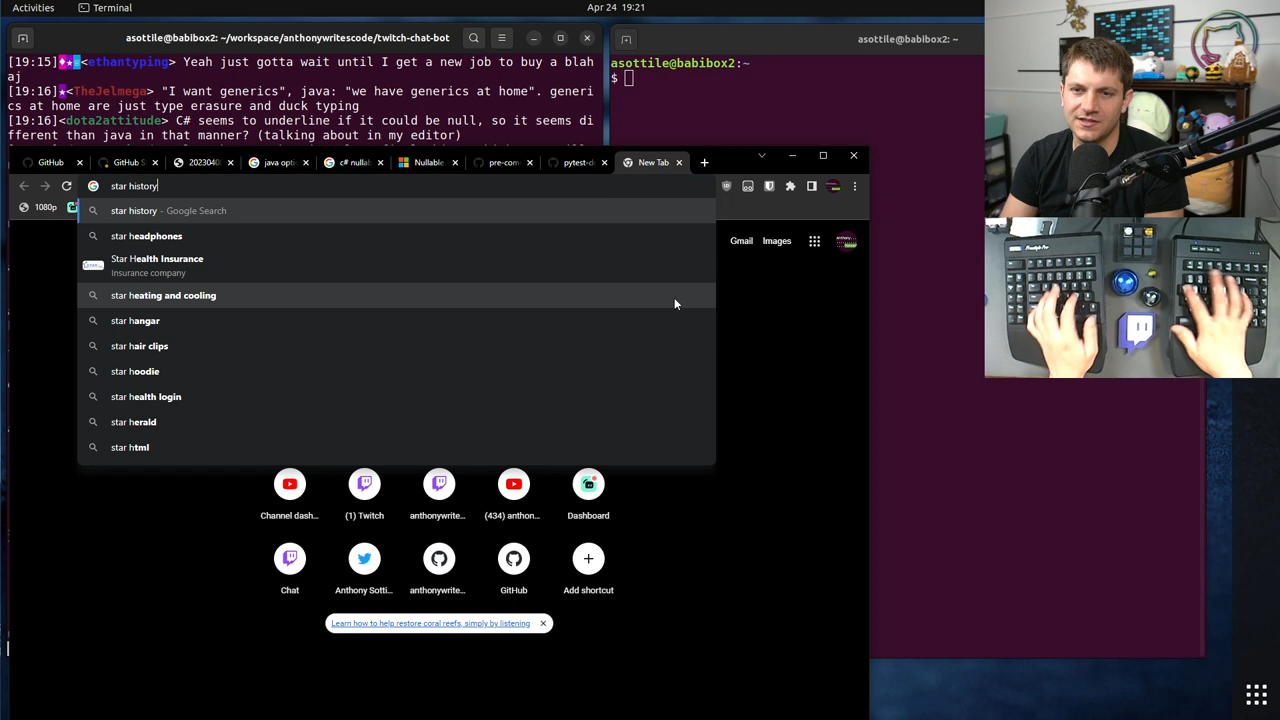 Activities
Terminal
Apr 24 19:21
asottile@babibox2: ~/workspace/anthonywritescode/twitch-chat-bot
asottile@babibox2: ~
[19:15]<ethantyping> Yeah just gotta wait until I get a new job to buy a blah
aj
[19:16]<TheJelmega> "I want generics", java: "we have generics at home". generi
cs at home are just type erasure and duck typing
[19:16]<dota2attitude> C# seems to underline if it could be null, so it seems di
fferent than java in that manner? (talking about in my editor)
asottile@babibox2:~
$
GitHub
GitHub S
2023040
java opti
c# nullab
Nullable
pre-com
pytest-d
New Tab
star history
1080p
star history - Google Search
star headphones
Star Health Insurance
Insurance company
star heating and cooling
star hangar
star hair clips
star hoodie
star health login
star herald
star html
Gmail
Images
Channel dash...
(1) Twitch
anthonywrite...
(434) anthon...
Dashboard
Chat
Anthony Sotti...
anthonywrite...
GitHub
Add shortcut
Learn how to help restore coral reefs, simply by listening